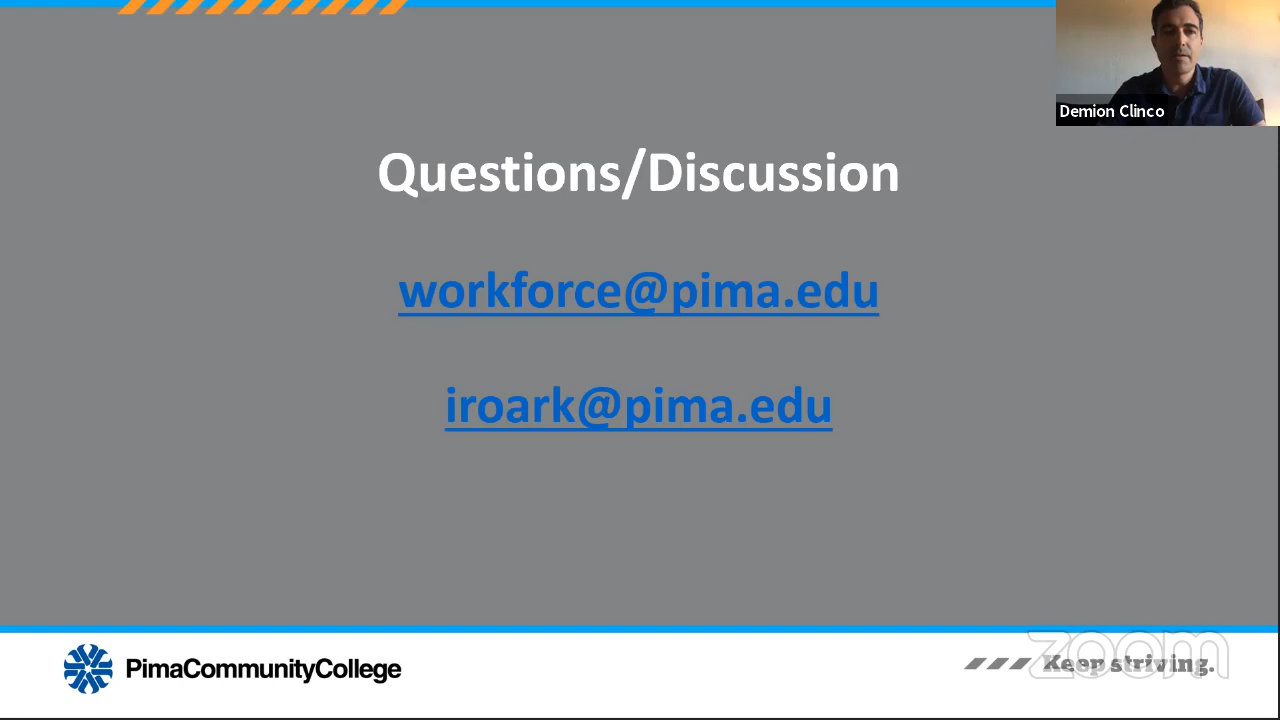 Demion Clinco
Questions/Discussion
workforce@pima.edu
iroark@pima.edu
PimaCommunityCollege
Keep striving.
zoom